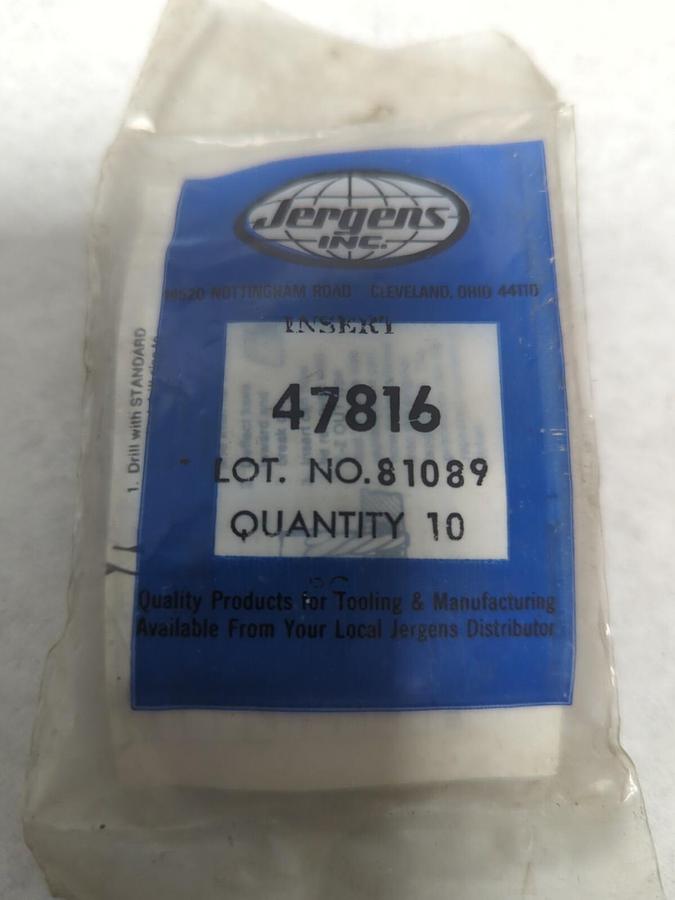 Jergens
INC.
NOTTINGHAM ROAD CLEVELAND, OHIO 44110
INSERT
47816
LOT. NO. 81089
QUANTITY 10
Quality Products for Tooling & Manufacturing
Available From Your Local Jergens Distributor
1. Drill with STANDARD